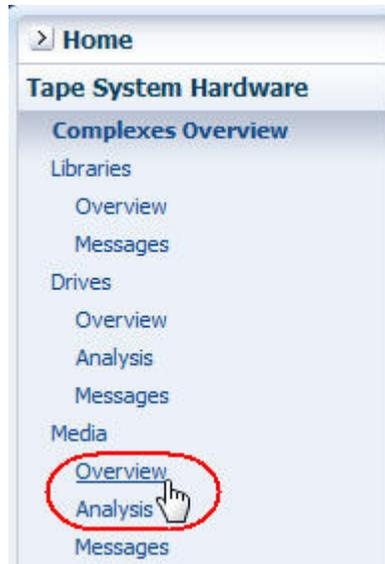 Home
Tape System Hardware
Complexes Overview
Libraries
Overview
Messages
Drives
Overview
Analysis
Messages
Media
Overview
Analysis
Messages